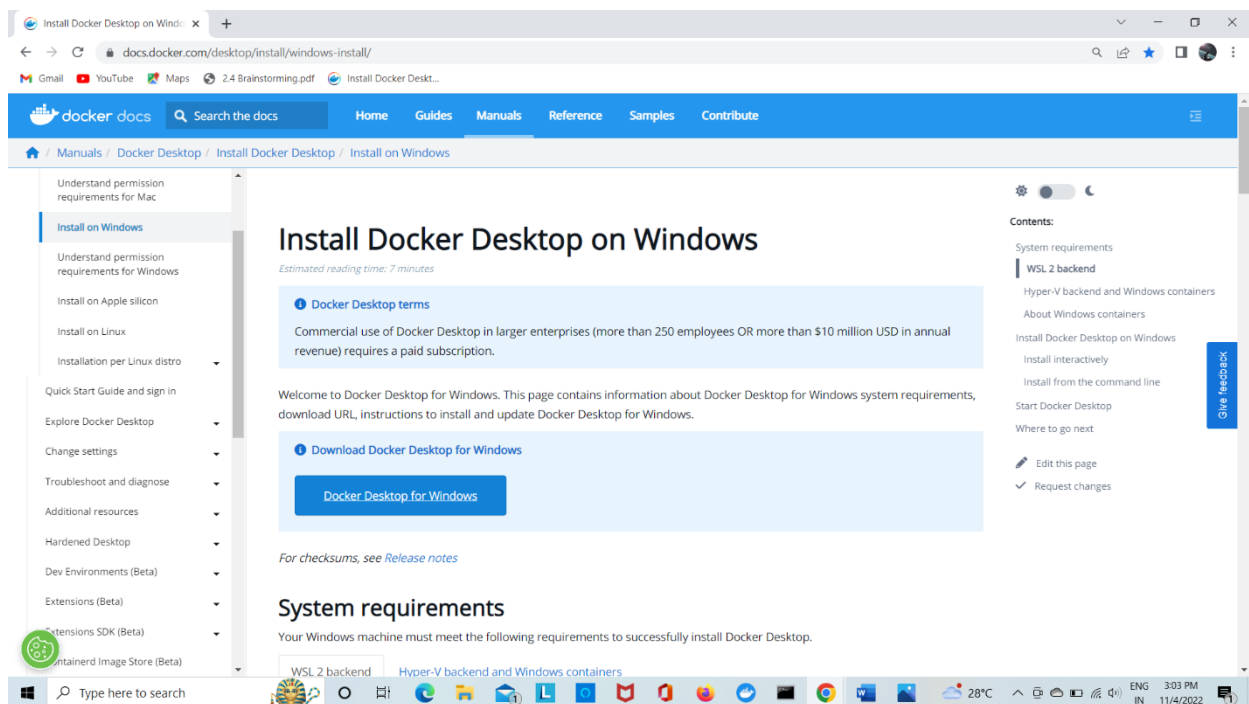 Install Docker Desktop on Windo
docs.docker.com/desktop/install/windows-install/
Gmail YouTube Maps 2.4 Brainstorming.pdf Install Docker Deskt...
docker docs Search the docs Home Guides Manuals Reference Samples Contribute
/ Manuals / Docker Desktop / Install Docker Desktop / Install on Windows
Understand permission
requirements for Mac
Install on Windows
Understand permission
requirements for Windows
Install on Apple silicon
Install on Linux
Installation per Linux distro
Quick Start Guide and sign in
Explore Docker Desktop
Change settings
Troubleshoot and diagnose
Additional resources
Hardened Desktop
Dev Environments (Beta)
Extensions (Beta)
Extensions SDK (Beta)
Containerd Image Store (Beta)
Install Docker Desktop on Windows
Estimated reading time: 7 minutes
Docker Desktop terms
Commercial use of Docker Desktop in larger enterprises (more than 250 employees OR more than $10 million USD in annual
revenue) requires a paid subscription.
Welcome to Docker Desktop for Windows. This page contains information about Docker Desktop for Windows system requirements,
download URL, instructions to install and update Docker Desktop for Windows.
Download Docker Desktop for Windows
Docker Desktop for Windows
For checksums, see Release notes
System requirements
Your Windows machine must meet the following requirements to successfully install Docker Desktop.
WSL 2 backend Hyper-V backend and Windows containers
Contents:
System requirements
WSL 2 backend
Hyper-V backend and Windows containers
About Windows containers
Install Docker Desktop on Windows
Install interactively
Install from the command line
Start Docker Desktop
Where to go next
Edit this page
Request changes
Give feedback
Type here to search
28°C
ENG
IN
3:03 PM
11/4/2022